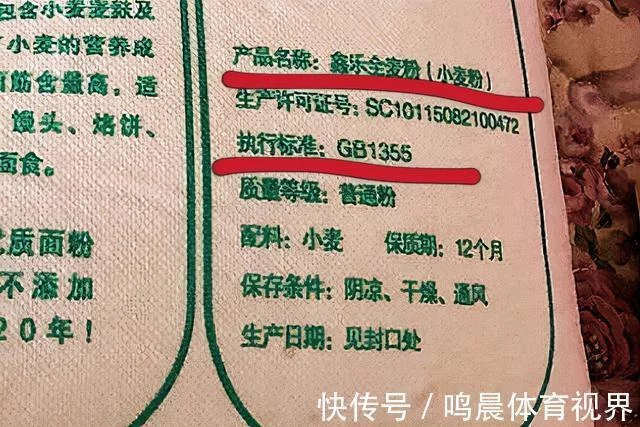 包含小麦麦麸及
小麦的营养成
筋含量高，适
馒头、烙饼、
面食。
质面粉
不添加
20年！
产品名称：鑫乐全麦粉（小麦粉）
生产许可证号：SC10115082100472
执行标准：GB1355
质量等级：普通粉
配料：小麦 保质期：12个月
保存条件：阴凉、干燥、通风
生产日期：见封口处
快传号 / 鸣晨体育视界